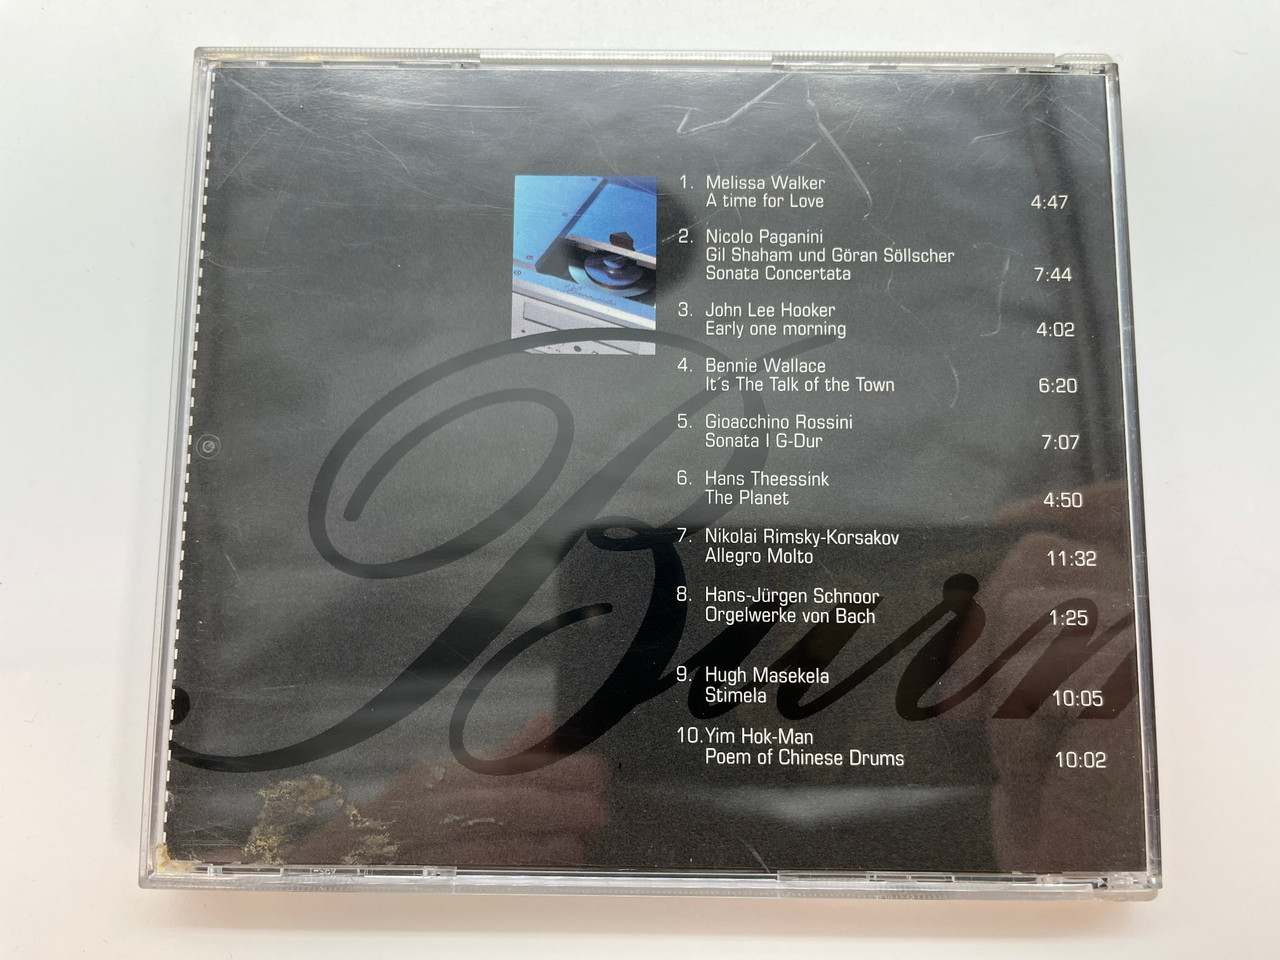 1. Melissa Walker
A time for Love 4:47
2. Nicolo Paganini
Gil Shaham und Göran Söllscher
Sonata Concertata 7:44
3. John Lee Hooker
Early one morning 4:02
4. Bennie Wallace
It´s The Talk of the Town 6:20
5. Gioacchino Rossini
Sonata I G-Dur 7:07
6. Hans Theessink
The Planet 4:50
7. Nikolai Rimsky-Korsakov
Allegro Molto 11:32
8. Hans-Jürgen Schnoor
Orgelwerke von Bach 1:25
9. Hugh Masekela
Stimela 10:05
10. Yim Hok-Man
Poem of Chinese Drums 10:02
Burm